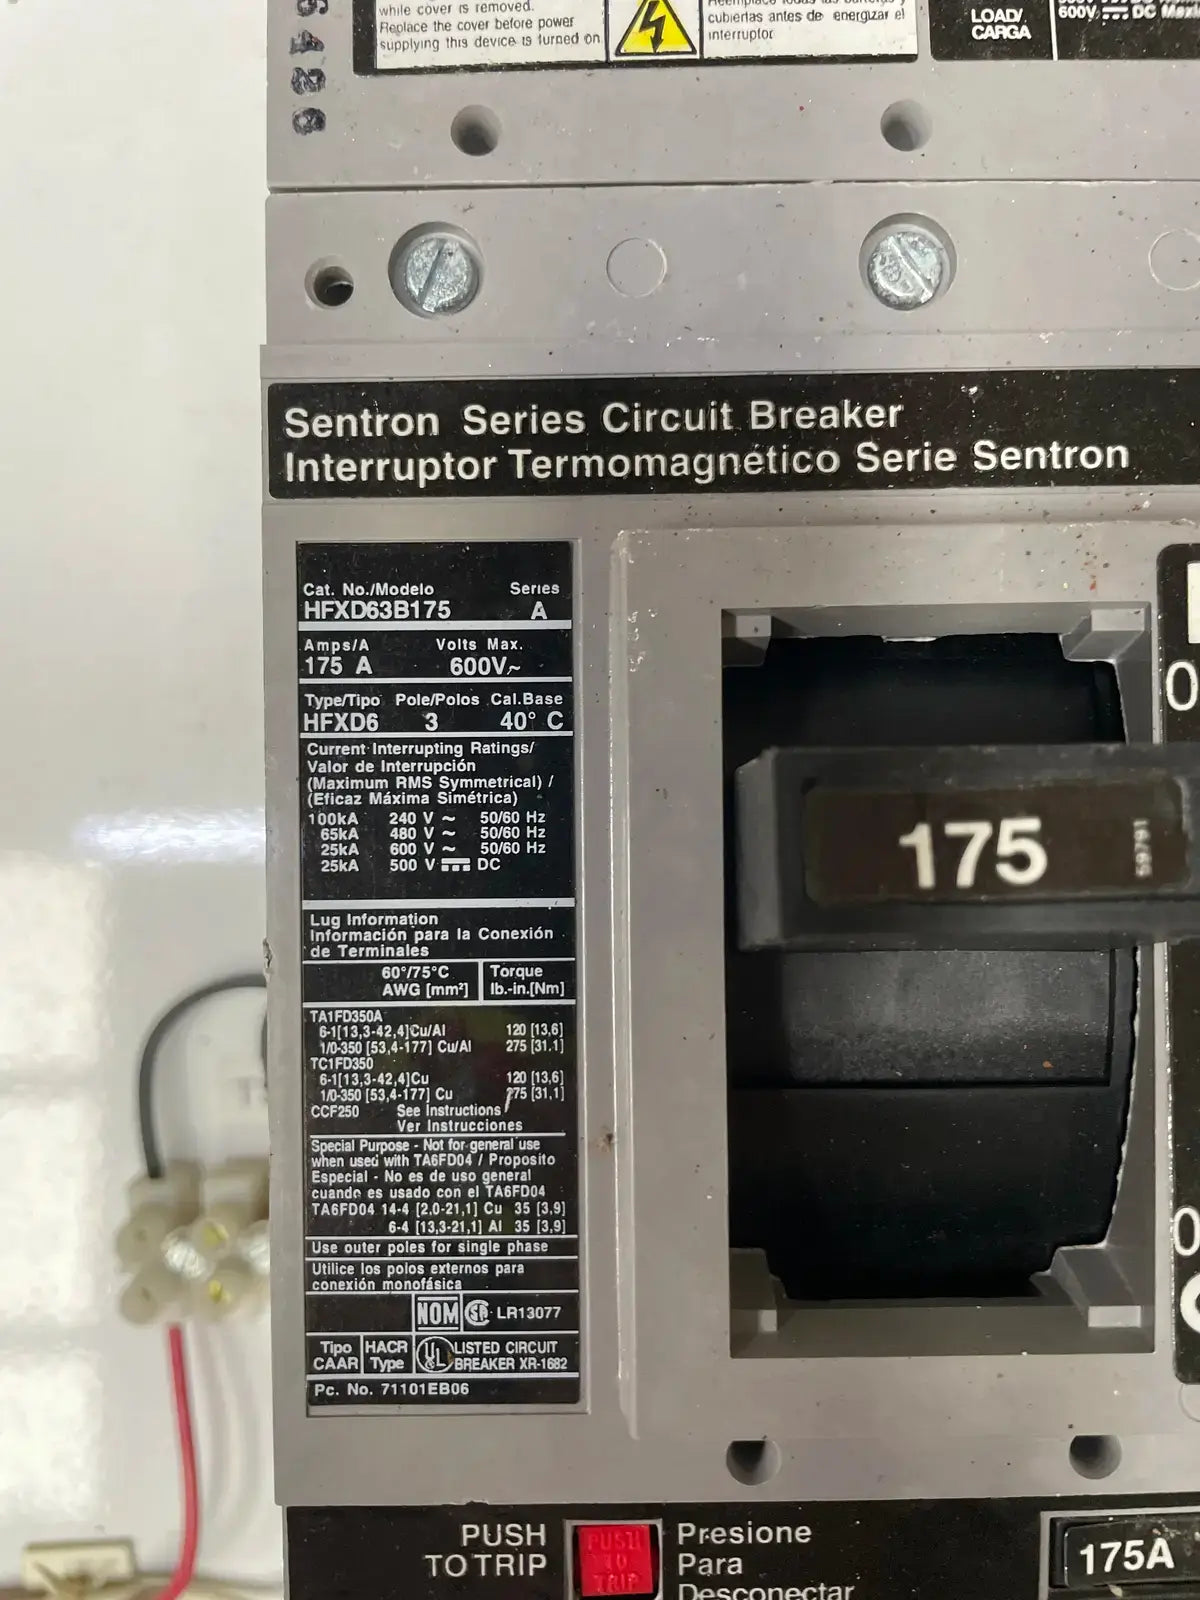 while cover is removed.
Replace the cover before power
supplying this device is turned on
cubiertas antes de energizar el
interruptor
LOAD/
CARGA
600V⎓ DC
Sentron Series Circuit Breaker
Interruptor Termomagnético Serie Sentron
Cat. No./Modelo Series
HFXD63B175 A
Amps/A Volts Max.
175 A 600V~
Type/Tipo Pole/Polos Cal.Base
HFXD6 3 40° C
Current Interrupting Ratings/
Valor de Interrupción
(Maximum RMS Symmetrical) /
(Eficaz Máxima Simétrica)
100kA 240 V ~ 50/60 Hz
65kA 480 V ~ 50/60 Hz
25kA 600 V ~ 50/60 Hz
25kA 500 V ⎓ DC
Lug Information
Información para la Conexión
de Terminales
60°/75°C Torque
AWG [mm²] lb.-in.[Nm]
TA1FD350A
6-1[13,3-42,4]Cu/Al 120 [13,6]
1/0-350 [53,4-177] Cu/Al 275 [31.1]
TC1FD350
6-1[13,3-42,4]Cu 120 [13,6]
1/0-350 [53,4-177] Cu 275 [31,1]
CCF250 See Instructions
Ver Instrucciones
Special Purpose - Not for general use
when used with TA6FD04 / Proposito
Especial - No es de uso general
cuando es usado con el TA6FD04
TA6FD04 14-4 [2,0-21,1] Cu 35 [3,9]
6-4 [13,3-21,1] Al 35 [3,9]
Use outer poles for single phase
Utilice los polos externos para
conexión monofásica
NOM SA LR13077
Tipo HACR UL LISTED CIRCUIT
CAAR Type BREAKER XR-1682
Pc. No. 71101EB06
175
59791
PUSH
TO TRIP
PUSH
TO
TRIP
Presione
Para
Desconectar
175A